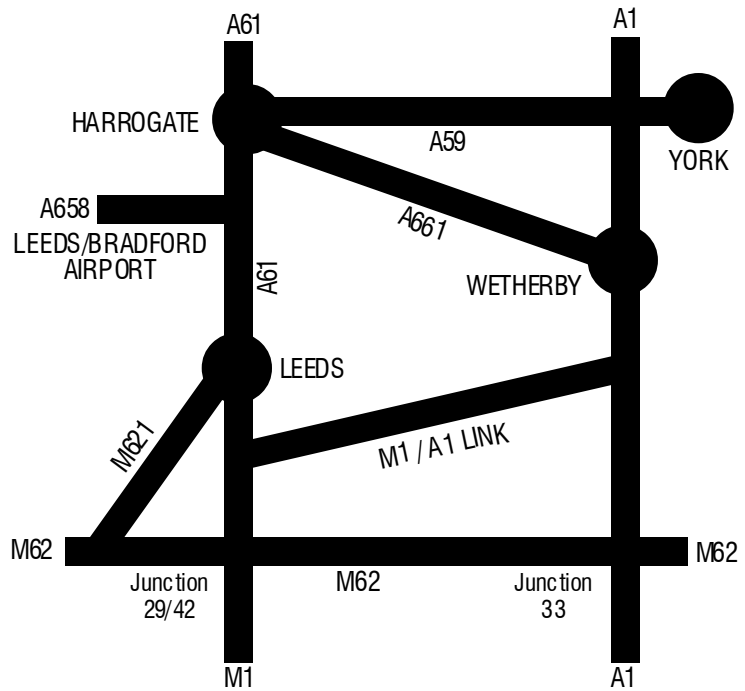 A61
A1
HARROGATE
A59
YORK
A658
LEEDS/BRADFORD
AIRPORT
A661
A61
WETHERBY
LEEDS
M621
M1 / A1 LINK
M62
M62
M62
Junction
29/42
Junction
33
M1
A1